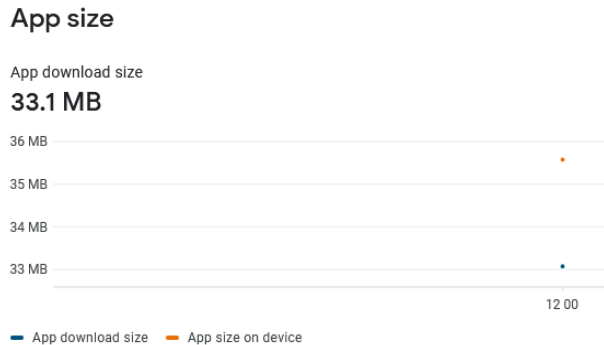 App size
App download size
33.1 MB
36 MB
35 MB
34 MB
33 MB
12 00
App download size App size on device